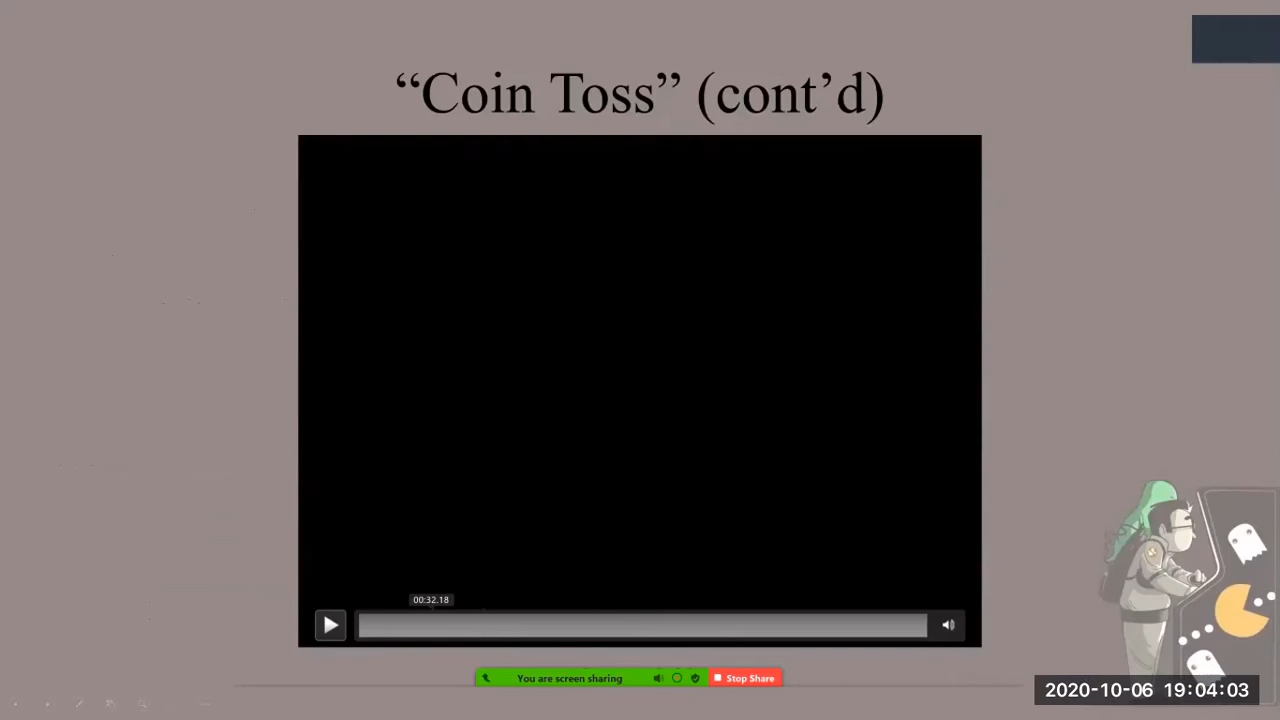 “Coin Toss” (cont’d)
00:32.18
You are screen sharing
Stop Share
2020-10-06 19:04:03